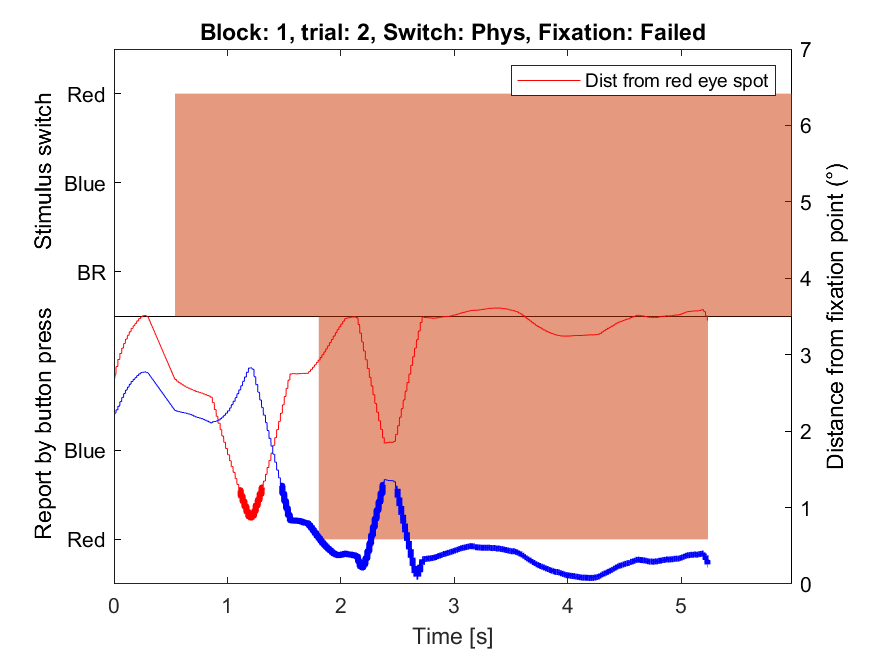 Block: 1, trial: 2, Switch: Phys, Fixation: Failed
Dist from red eye spot
Stimulus switch
Red
Blue
BR
Report by button press
Blue
Red
7
6
5
4
3
2
1
0
Distance from fixation point (°)
0 1 2 3 4 5
Time [s]